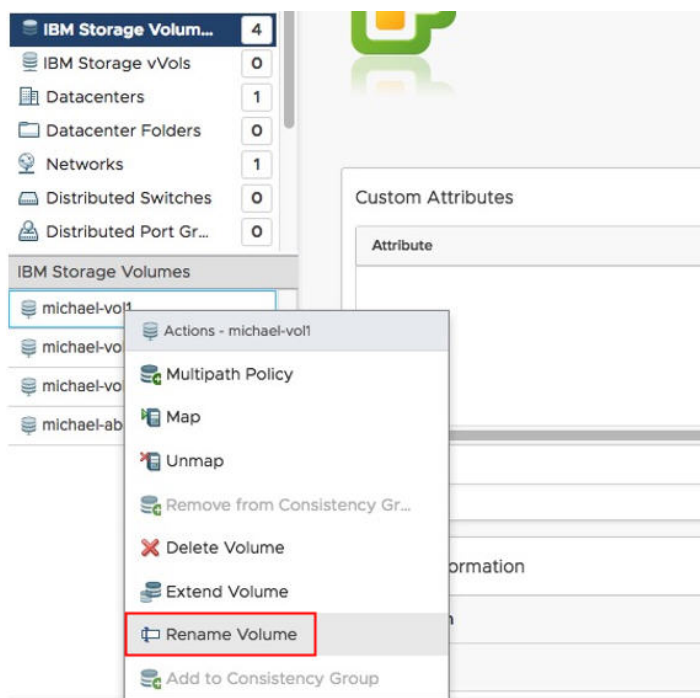 IBM Storage Volum... 4
IBM Storage vVols 0
Datacenters 1
Datacenter Folders 0
Networks 1
Distributed Switches 0
Distributed Port Gr... 0
IBM Storage Volumes
michael-vol1
michael-vo
michael-vo
michael-ab
Actions - michael-vol1
Multipath Policy
Map
Unmap
Remove from Consistency Gr...
Delete Volume
Extend Volume
Rename Volume
Add to Consistency Group
Custom Attributes
Attribute
ormation